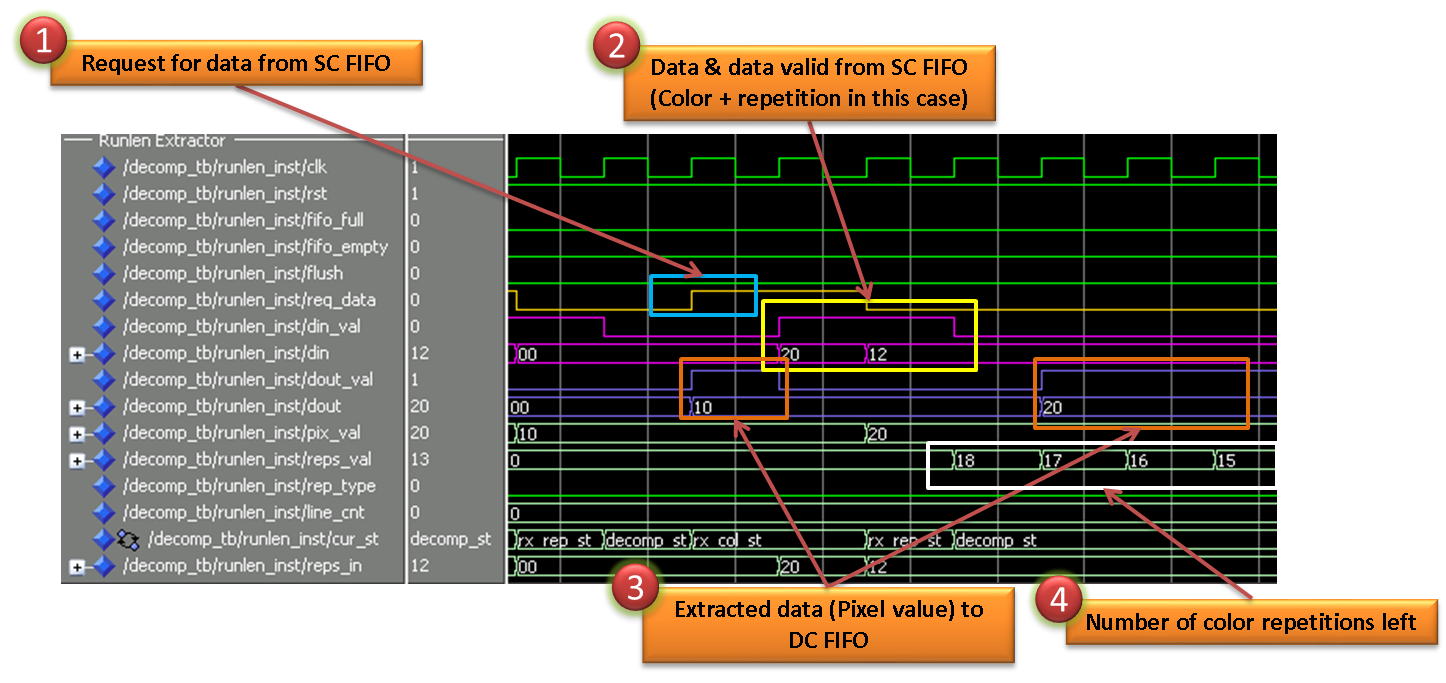 1
Request for data from SC FIFO
2
Data & data valid from SC FIFO
(Color + repetition in this case)
Runlen Extractor
/decomp_tb/runlen_inst/clk 1
/decomp_tb/runlen_inst/rst 1
/decomp_tb/runlen_inst/fifo_full 0
/decomp_tb/runlen_inst/fifo_empty 0
/decomp_tb/runlen_inst/flush 0
/decomp_tb/runlen_inst/req_data 0
/decomp_tb/runlen_inst/din_val 0
/decomp_tb/runlen_inst/din 12 00 20 12
/decomp_tb/runlen_inst/dout_val 1
/decomp_tb/runlen_inst/dout 20 00 10 20
/decomp_tb/runlen_inst/pix_val 20 10 20
/decomp_tb/runlen_inst/reps_val 13 0 18 17 16 15
/decomp_tb/runlen_inst/rep_type 0
/decomp_tb/runlen_inst/line_cnt 0 0
/decomp_tb/runlen_inst/cur_st decomp_st rx_rep_st decomp_st rx_col_st rx_rep_st decomp_st
/decomp_tb/runlen_inst/reps_in 12 00 20 12
3
Extracted data (Pixel value) to
DC FIFO
4
Number of color repetitions left